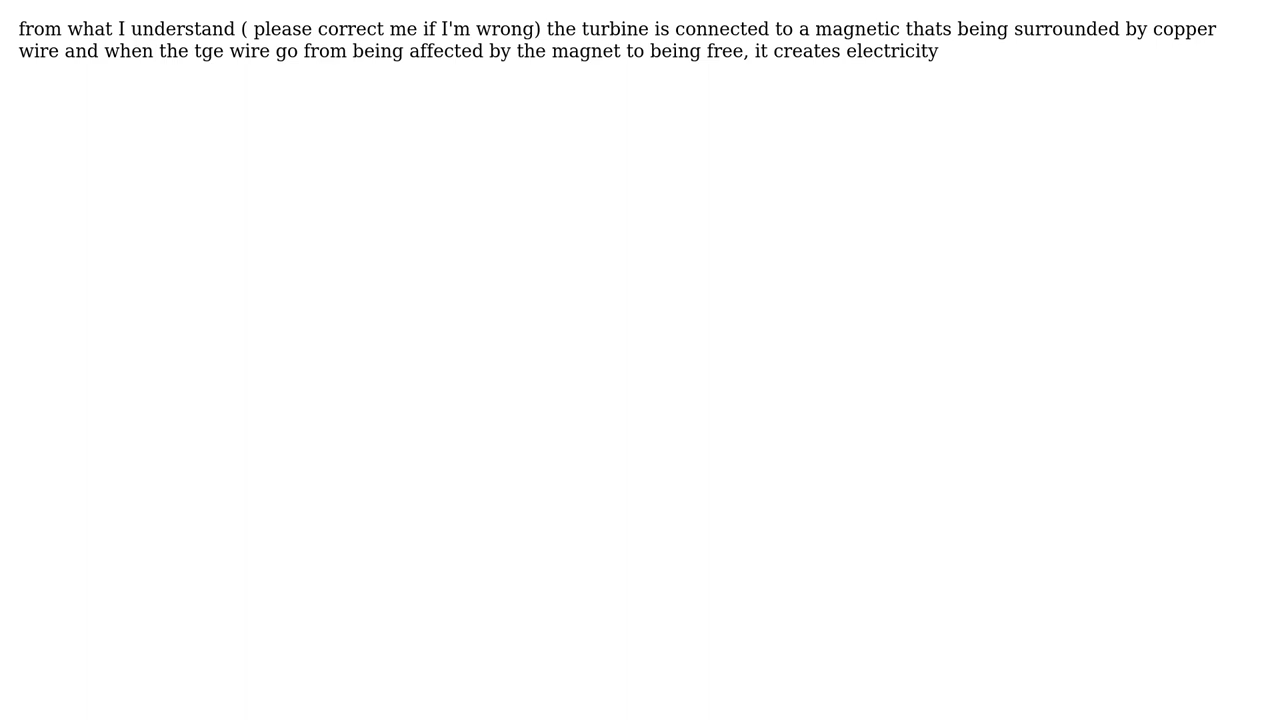 from what I understand ( please correct me if I'm wrong) the turbine is connected to a magnetic thats being surrounded by copper
wire and when the tge wire go from being affected by the magnet to being free, it creates electricity